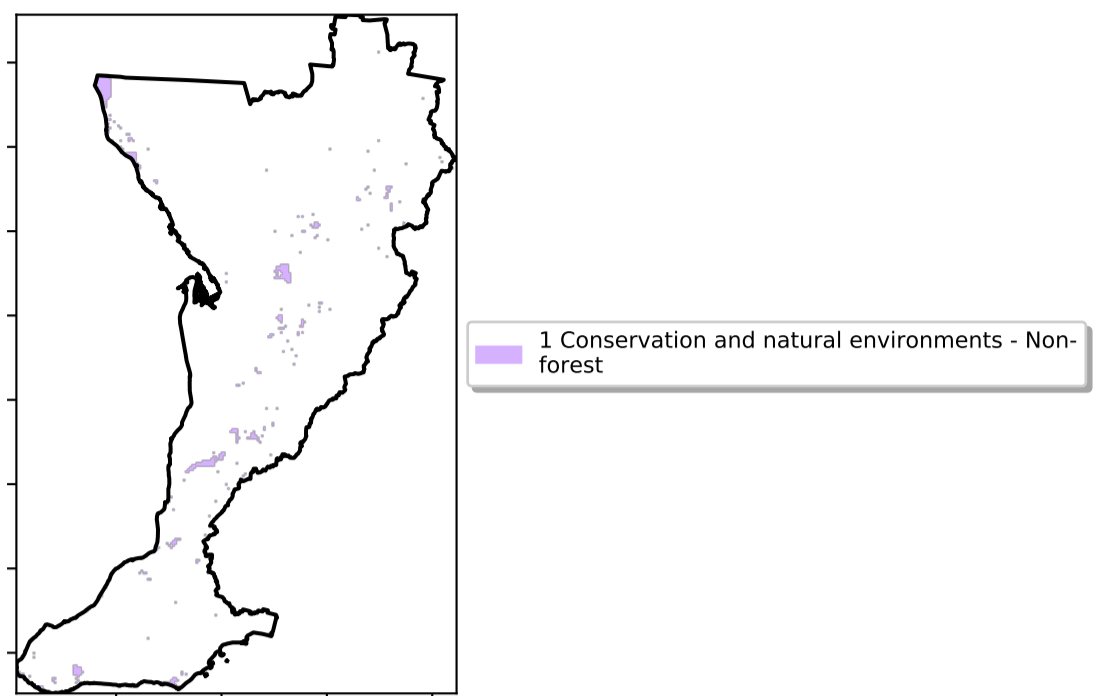 1 Conservation and natural environments - Non-
forest